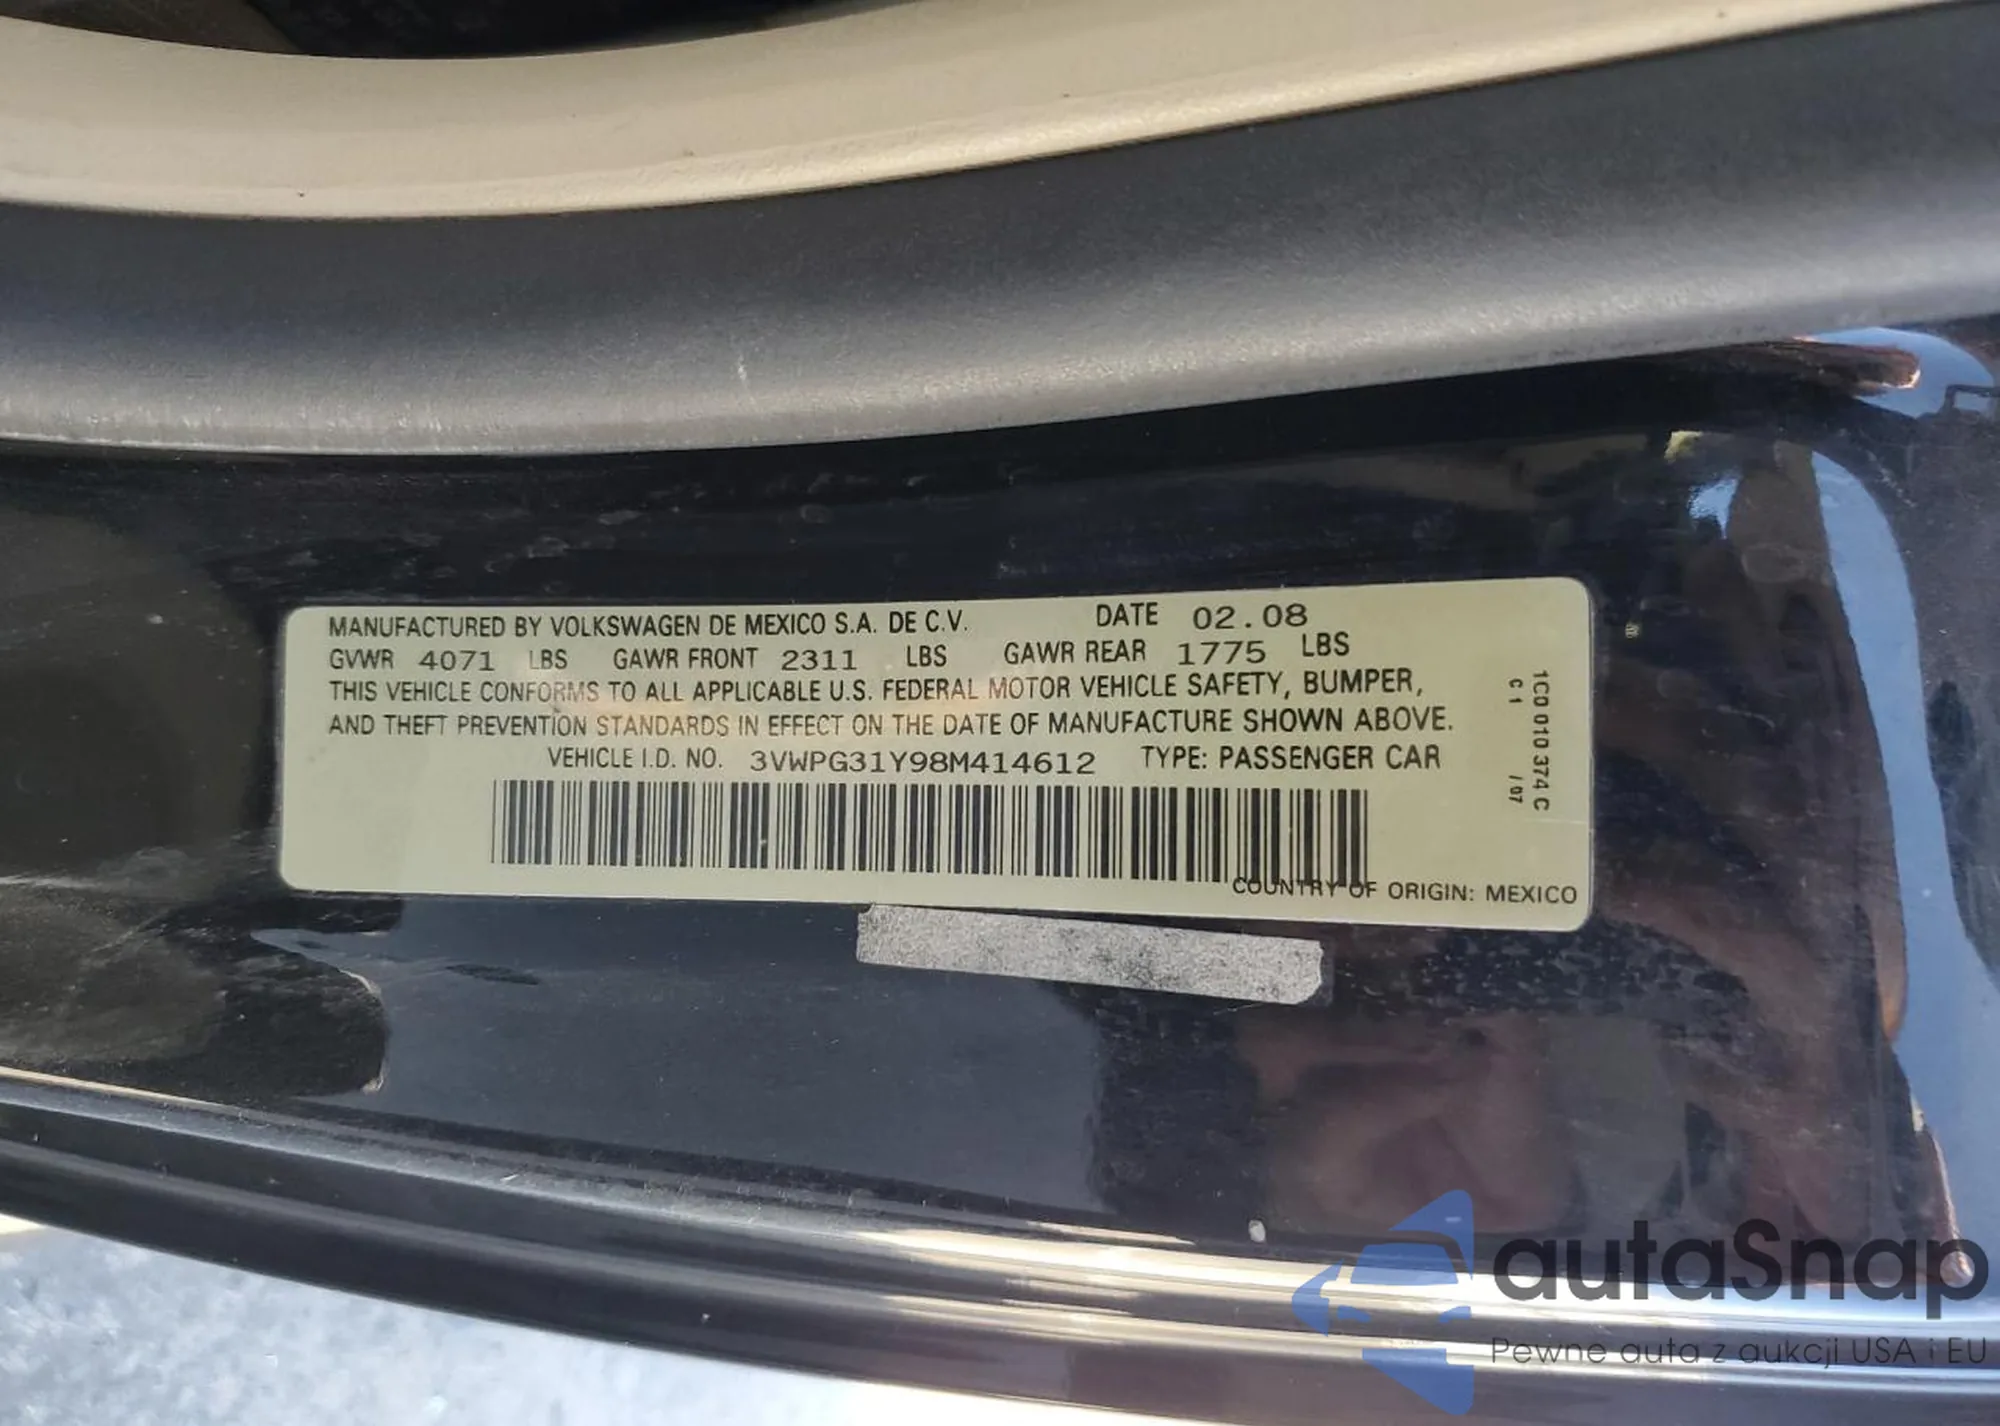 MANUFACTURED BY VOLKSWAGEN DE MEXICO S.A. DE C.V. DATE 02.08
GVWR 4071 LBS GAWR FRONT 2311 LBS GAWR REAR 1775 LBS
THIS VEHICLE CONFORMS TO ALL APPLICABLE U.S. FEDERAL MOTOR VEHICLE SAFETY, BUMPER,
AND THEFT PREVENTION STANDARDS IN EFFECT ON THE DATE OF MANUFACTURE SHOWN ABOVE.
VEHICLE I.D. NO. 3VWPG31Y98M414612 TYPE: PASSENGER CAR
COUNTRY OF ORIGIN: MEXICO
1C0 010 374 C
C 1 / 07
autaSnap
Pewne auta z aukcji USA i EU